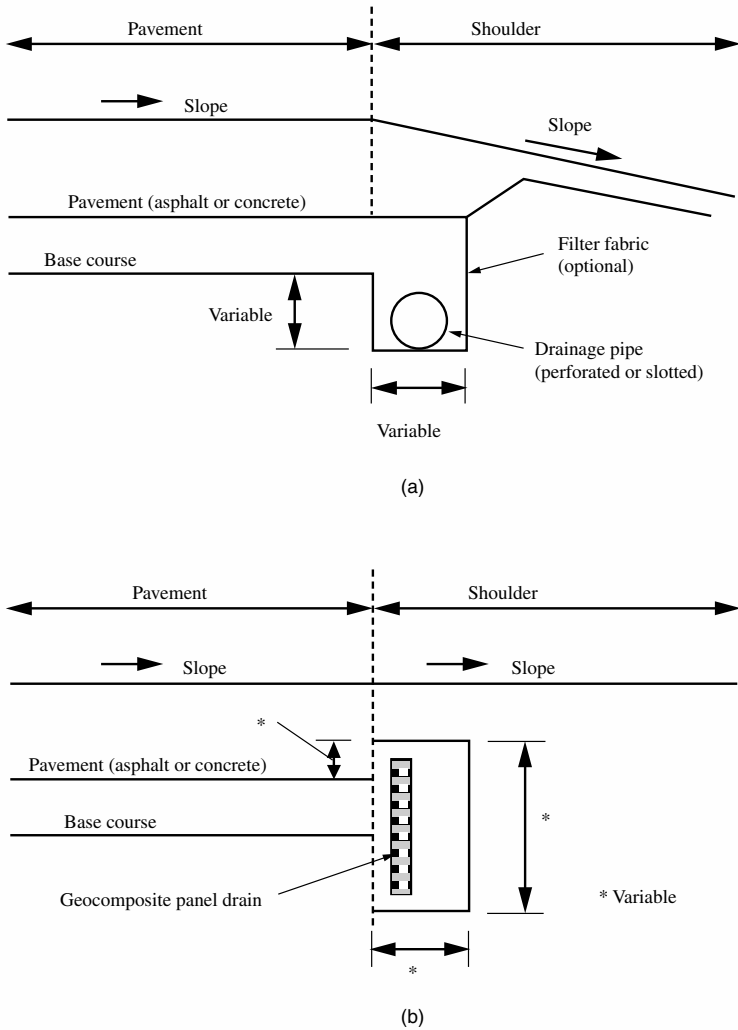 Pavement
Shoulder
Slope
Slope
Pavement (asphalt or concrete)
Base course
Filter fabric
(optional)
Variable
Drainage pipe
(perforated or slotted)
Variable
(a)
Pavement
Shoulder
Slope
Slope
*
Pavement (asphalt or concrete)
Base course
*
Geocomposite panel drain
* Variable
*
(b)